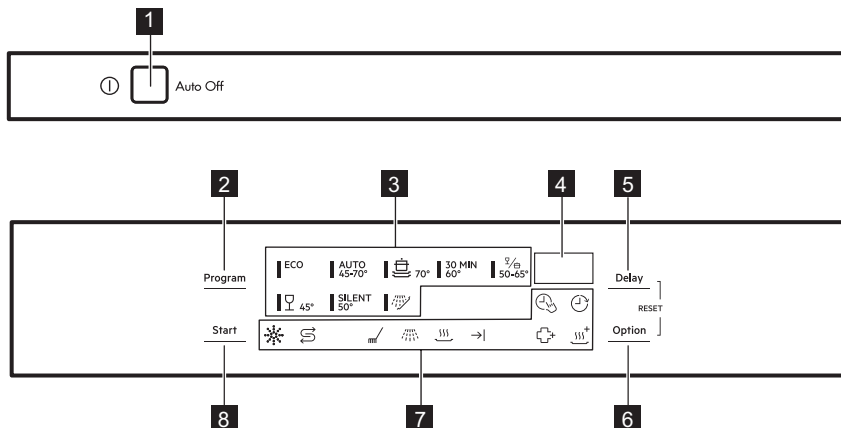 1
Auto Off
2 3 4 5
Program
ECO
AUTO
45-70°
70°
30 MIN
60°
50-65°
Delay
45°
SILENT
50°
RESET
Start
Option
8 7 6